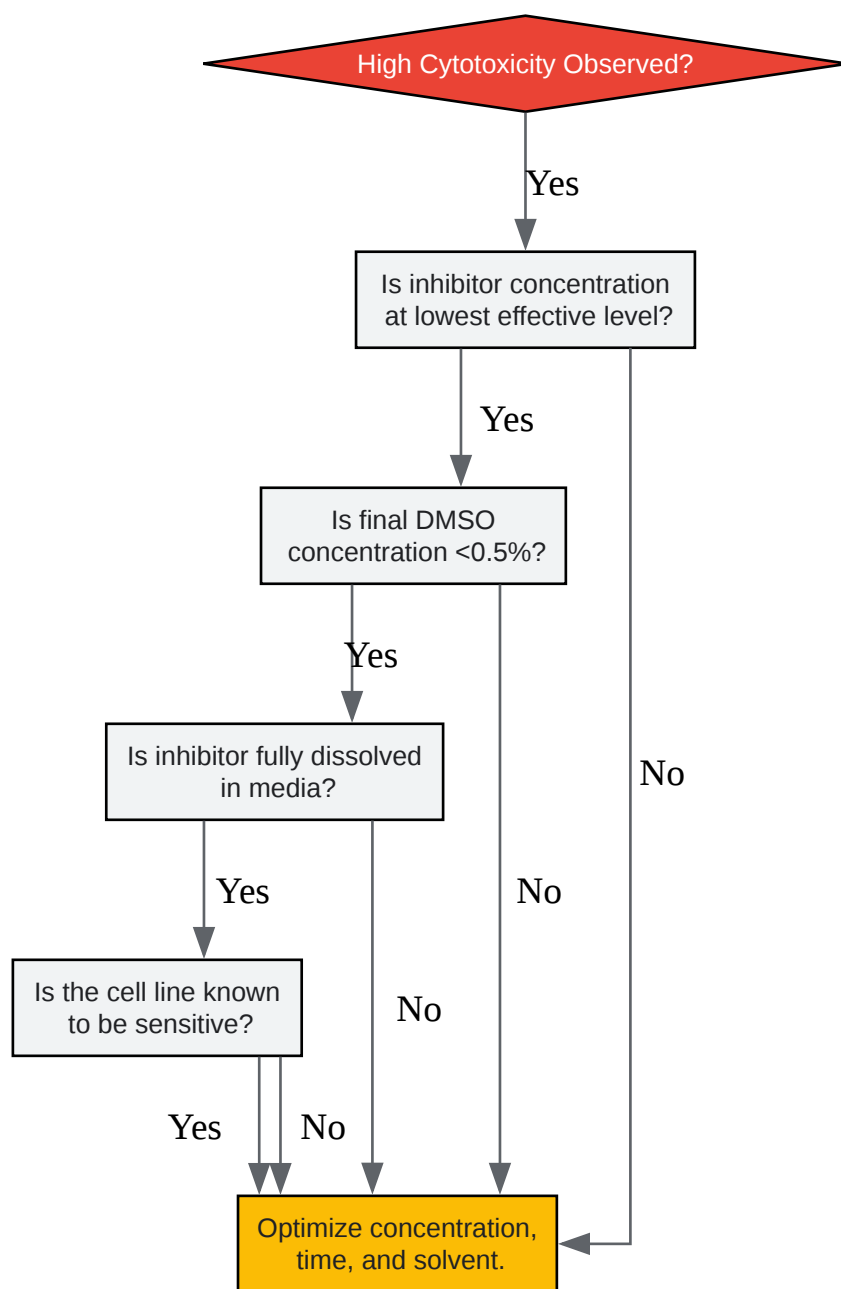 High Cytotoxicity Observed?
Yes
Is inhibitor concentration
at lowest effective level?
Yes
Is final DMSO
concentration <0.5%?
Yes
Is inhibitor fully dissolved
in media?
No
Yes
No
Is the cell line known
to be sensitive?
No
Yes
No
Optimize concentration,
time, and solvent.